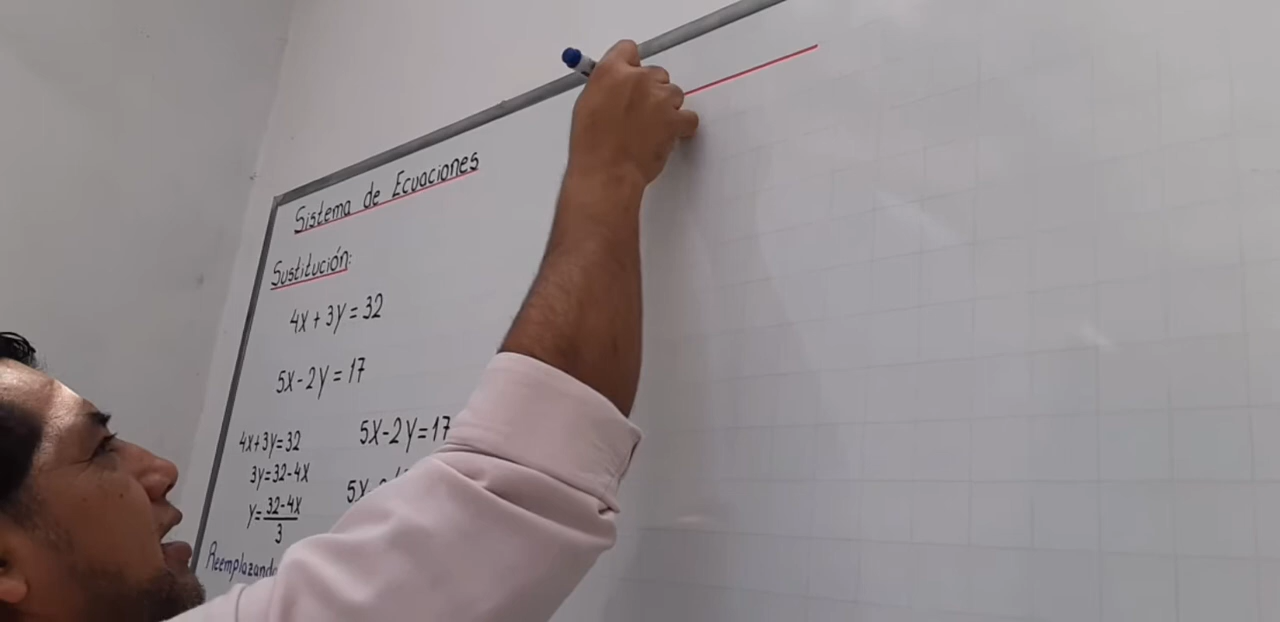 Sistema de Ecuaciones
Sustitución:
4x + 3y = 32
5x - 2y = 17
4x+3y=32
3y=32-4x
y=32-4x
3
5x-2y=17
5x